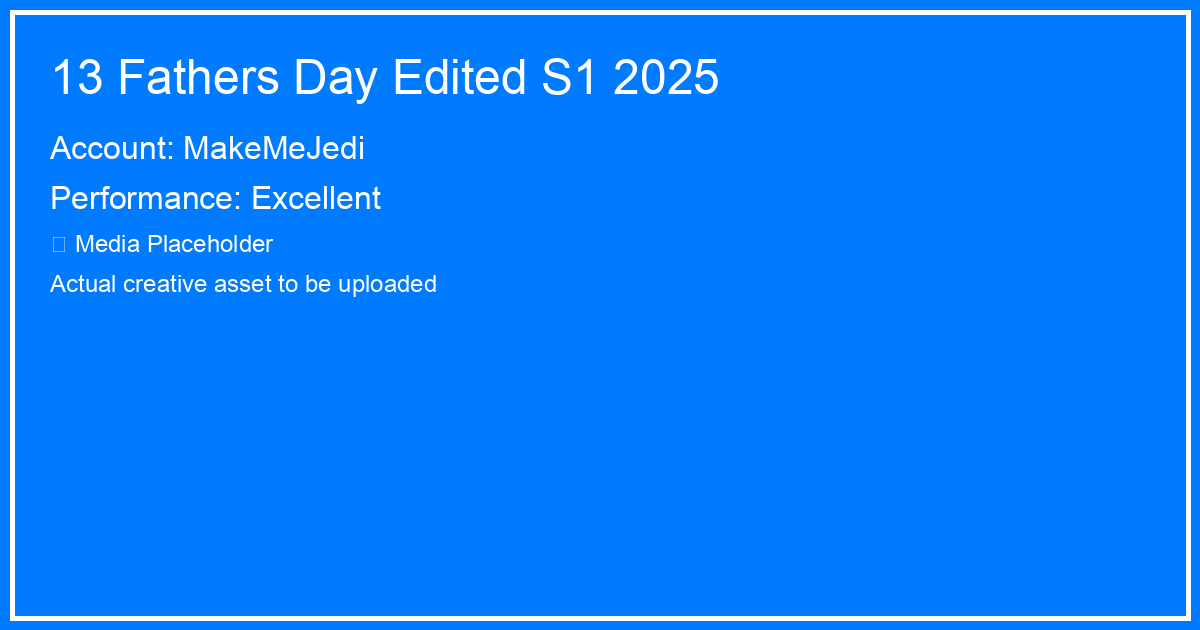 13 Fathers Day Edited S1 2025
Account: MakeMeJedi
Performance: Excellent
Media Placeholder
Actual creative asset to be uploaded